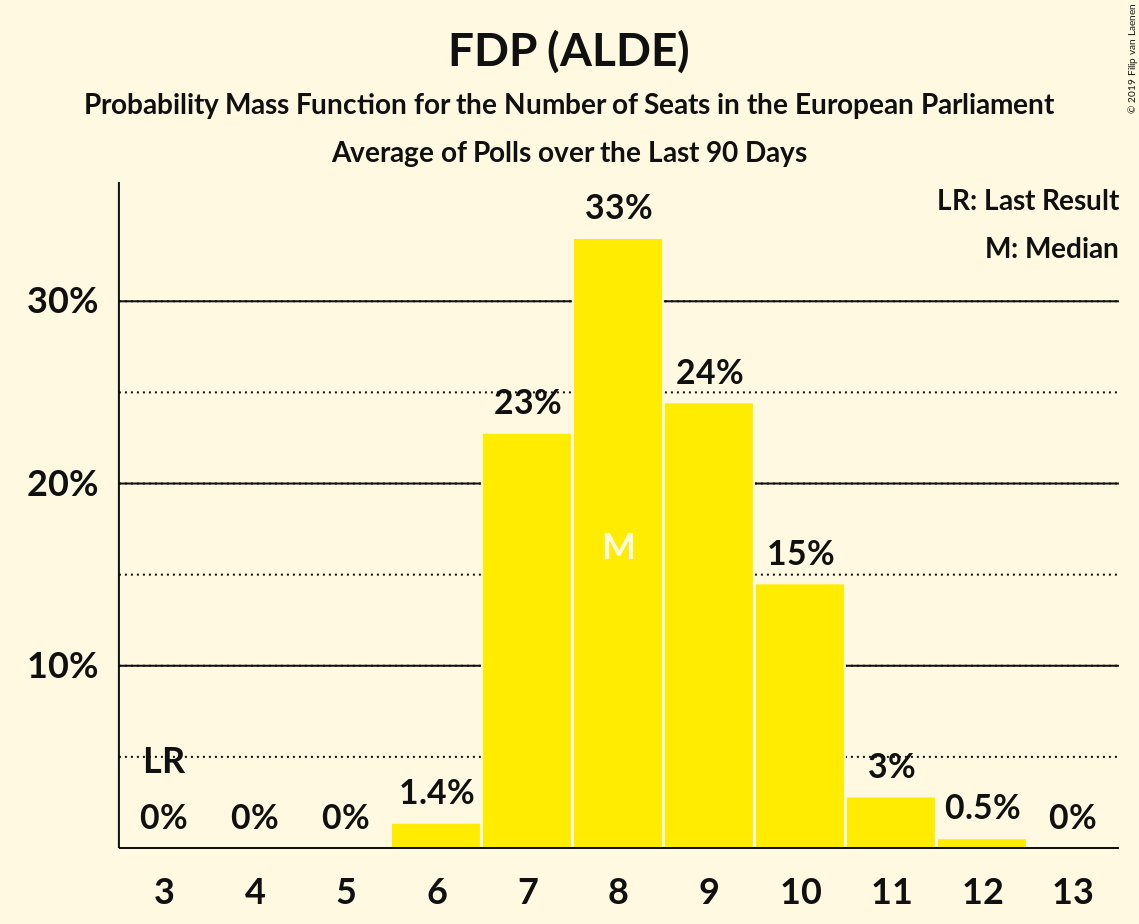 FDP (ALDE)
Probability Mass Function for the Number of Seats in the European Parliament
Average of Polls over the Last 90 Days
© 2019 Filip van Laenen
LR: Last Result
M: Median
33%
30%
24%
23%
20%
M
15%
10%
LR
3%
1.4%
0.5%
0% 0% 0% 0%
3 4 5 6 7 8 9 10 11 12 13